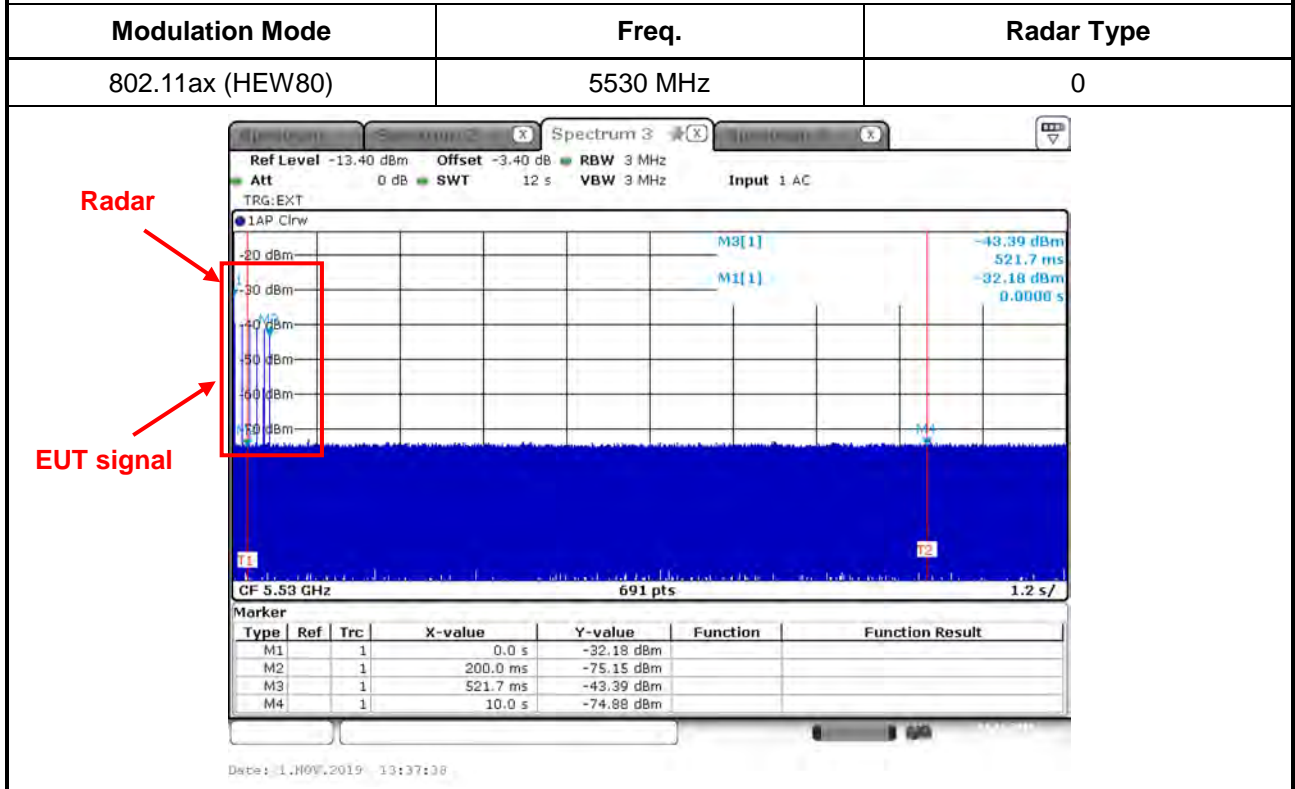 Modulation Mode Freq. Radar Type
802.11ax (HEW80) 5530 MHz 0
Spectrum 3
Ref Level -13.40 dBm Offset -3.40 dB RBW 3 MHz
Att 0 dB SWT 12 s VBW 3 MHz Input 1 AC
TRG:EXT
1AP Clrw
Radar
M3[1] -43.39 dBm
521.7 ms
M1[1] -32.18 dBm
0.0000 s
-20 dBm
-30 dBm
-40 dBm
-50 dBm
-60 dBm
-70 dBm
M4
EUT signal
T1
T2
CF 5.53 GHz 691 pts 1.2 s/
Marker
Type Ref Trc X-value Y-value Function Function Result
M1 1 0.0 s -32.18 dBm
M2 1 200.0 ms -75.15 dBm
M3 1 521.7 ms -43.39 dBm
M4 1 10.0 s -74.88 dBm
Date: 1.NOV.2019 13:37:38